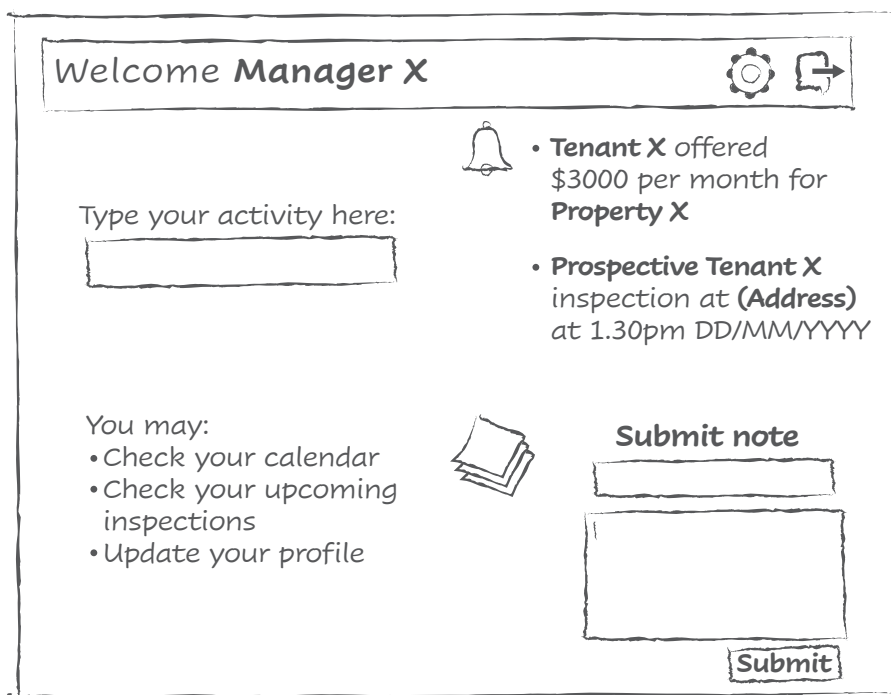 Welcome Manager X
• Tenant X offered
$3000 per month for
Property X
• Prospective Tenant X
inspection at (Address)
at 1.30pm DD/MM/YYYY
Type your activity here:
You may:
• Check your calendar
• Check your upcoming
inspections
• Update your profile
Submit note
Submit